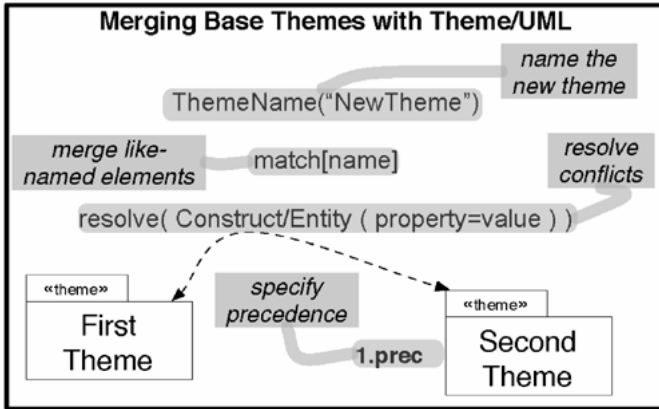 Merging Base Themes with Theme/UML
name the
new theme
ThemeName("NewTheme")
merge like-
named elements
match[name]
resolve
conflicts
resolve( Construct/Entity ( property=value ) )
«theme»
First
Theme
specify
precedence
1.prec
«theme»
Second
Theme